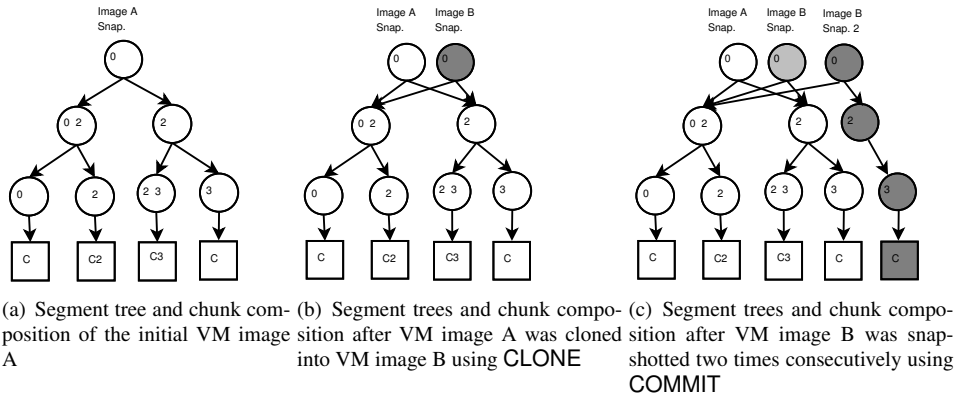 Image A
Snap.
0
0 2
2
0
2
2 3
3
C
C2
C3
C
Image A
Snap.
Image B
Snap.
0
0
0 2
2
0
2
2 3
3
C
C2
C3
C
Image A
Snap.
Image B
Snap.
Image B
Snap. 2
0
0
0
0 2
2
2
0
2
2 3
3
3
C
C2
C3
C
C
(a) Segment tree and chunk com-
position of the initial VM image
A
(b) Segment trees and chunk compo-
sition after VM image A was cloned
into VM image B using CLONE
(c) Segment trees and chunk compo-
sition after VM image B was snap-
shotted two times consecutively using
COMMIT